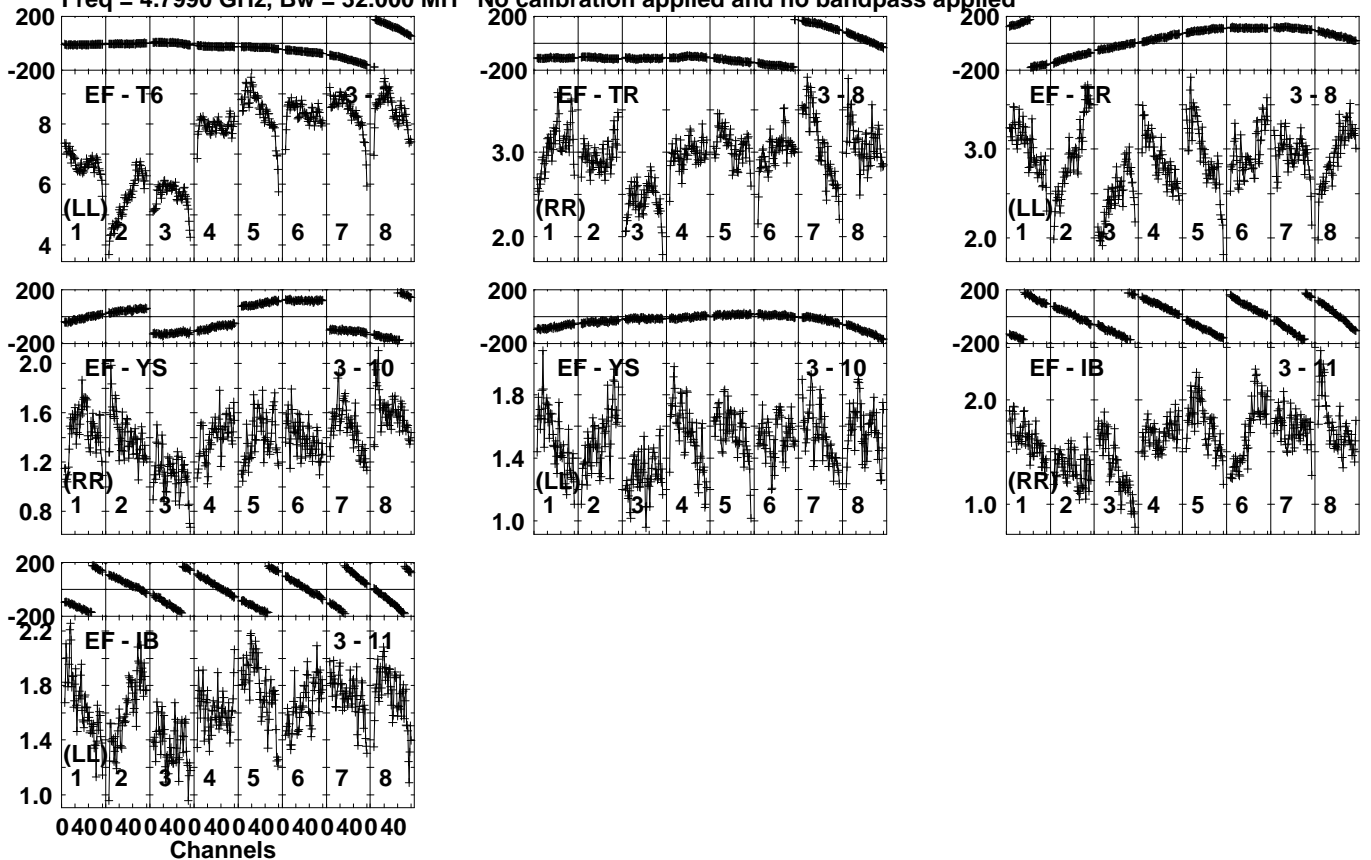 Freq = 4.7990 GHz, Bw = 32.000 MH No calibration applied and no bandpass applied
200
-200
EF - T6
3 -
8
6
4
(LL)
1 2 3 4 5 6 7 8
200
-200
EF - TR
3 - 8
3.0
2.0
(RR)
1 2 3 4 5 6 7 8
200
-200
EF - TR
3 - 8
3.0
2.0
(LL)
1 2 3 4 5 6 7 8
200
-200
EF - YS
3 - 10
2.0
1.6
1.2
0.8
(RR)
1 2 3 4 5 6 7 8
200
-200
EF - YS
3 - 10
1.8
1.4
1.0
(LL)
1 2 3 4 5 6 7 8
200
-200
EF - IB
3 - 11
2.0
1.0
(RR)
1 2 3 4 5 6 7 8
200
-200
EF - IB
3 - 11
2.2
1.8
1.4
1.0
(LL)
1 2 3 4 5 6 7 8
0 40 0 40 0 40 0 40 0 40 0 40 0 40 0 40
Channels